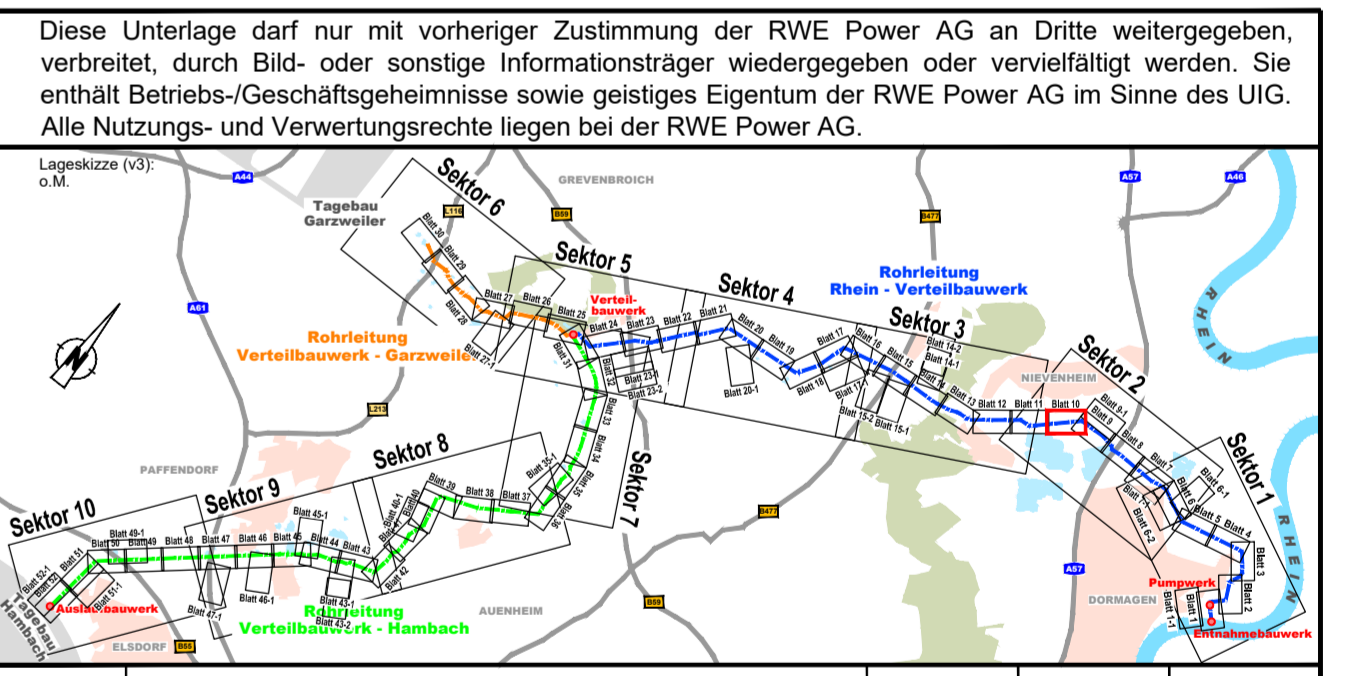 Diese Unterlage darf nur mit vorheriger Zustimmung der RWE Power AG an Dritte weitergegeben,
verbreitet, durch Bild- oder sonstige Informationsträger wiedergegeben oder vervielfältigt werden. Sie
enthält Betriebs-/Geschäftsgeheimnisse sowie geistiges Eigentum der RWE Power AG im Sinne des UIG.
Alle Nutzungs- und Verwertungsrechte liegen bei der RWE Power AG.
Lageskizze (v3):
o.M.
A44
Tagebau
Garzweiler
L116
Sektor 6
GREVENBROICH
B59
B477
A57
A46
RHEIN
Blatt 30
Blatt 29
Blatt 28
Blatt 27
Blatt 27-1
Blatt 26
Blatt 25
Sektor 5
Verteil-
bauwerk
Sektor 4
Rohrleitung
Rhein - Verteilbauwerk
Sektor 3
Sektor 2
A61
Rohrleitung
Verteilbauwerk - Garzweiler
Blatt 24
Blatt 23
Blatt 22
Blatt 21
Blatt 20
Blatt 19
Blatt 18
Blatt 17
Blatt 16
Blatt 15
Blatt 14-2
Blatt 14-1
Blatt 14
Blatt 13
Blatt 12
Blatt 11
Blatt 10
NIEVENHEIM
Blatt 9-1
Blatt 9
Blatt 8
Blatt 7
Blatt 7-1
Blatt 6
Blatt 6-1
Blatt 6-2
Blatt 5
Blatt 4
Blatt 3
Blatt 2
Blatt 1
Blatt 1-1
Sektor 1
RHEIN
Blatt 31
Blatt 32
Blatt 23-1
Blatt 23-2
Blatt 20-1
Blatt 17-1
Blatt 15-2
Blatt 15-1
L213
Blatt 33
Blatt 34
Blatt 35-1
Blatt 35
Blatt 36
Sektor 7
Sektor 8
Blatt 37
Blatt 38
Blatt 39
Blatt 40
Blatt 40-1
Blatt 42
PAFFENDORF
Sektor 9
Sektor 10
Blatt 43
Blatt 44
Blatt 45
Blatt 45-1
Blatt 46
Blatt 47
Blatt 48
Blatt 49
Blatt 49-1
Blatt 50
Blatt 51
Blatt 52
Blatt 52-1
Blatt 51-1
Blatt 47-1
Blatt 46-1
Blatt 43-1
Blatt 43-2
Auslaufbauwerk
Tagebau
Hambach
Rohrleitung
Verteilbauwerk - Hambach
ELSDORF
B55
AUENHEIM
B59
B477
A57
DORMAGEN
Pumpwerk
Entnahmebauwerk